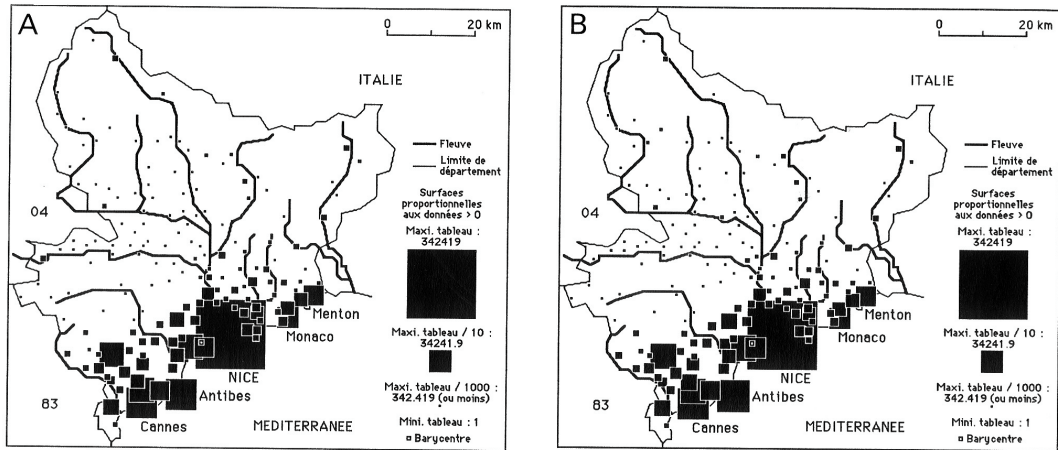 A
0 20 km
ITALIE
Fleuve
Limite de
département
Surfaces
proportionnelles
aux données > 0
04
Maxi. tableau :
342419
Menton
Monaco
Maxi. tableau / 10 :
34241.9
NICE
Maxi. tableau / 1000 :
342.419 (ou moins)
Antibes
83
Cannes
MEDITERRANEE
Mini. tableau : 1
Barycentre
B
0 20 km
ITALIE
Fleuve
Limite de
département
Surfaces
proportionnelles
aux données > 0
04
Maxi. tableau :
342419
Menton
Monaco
Maxi. tableau / 10 :
34241.9
NICE
Maxi. tableau / 1000 :
342.419 (ou moins)
Antibes
83
Cannes
MEDITERRANEE
Mini. tableau : 1
Barycentre